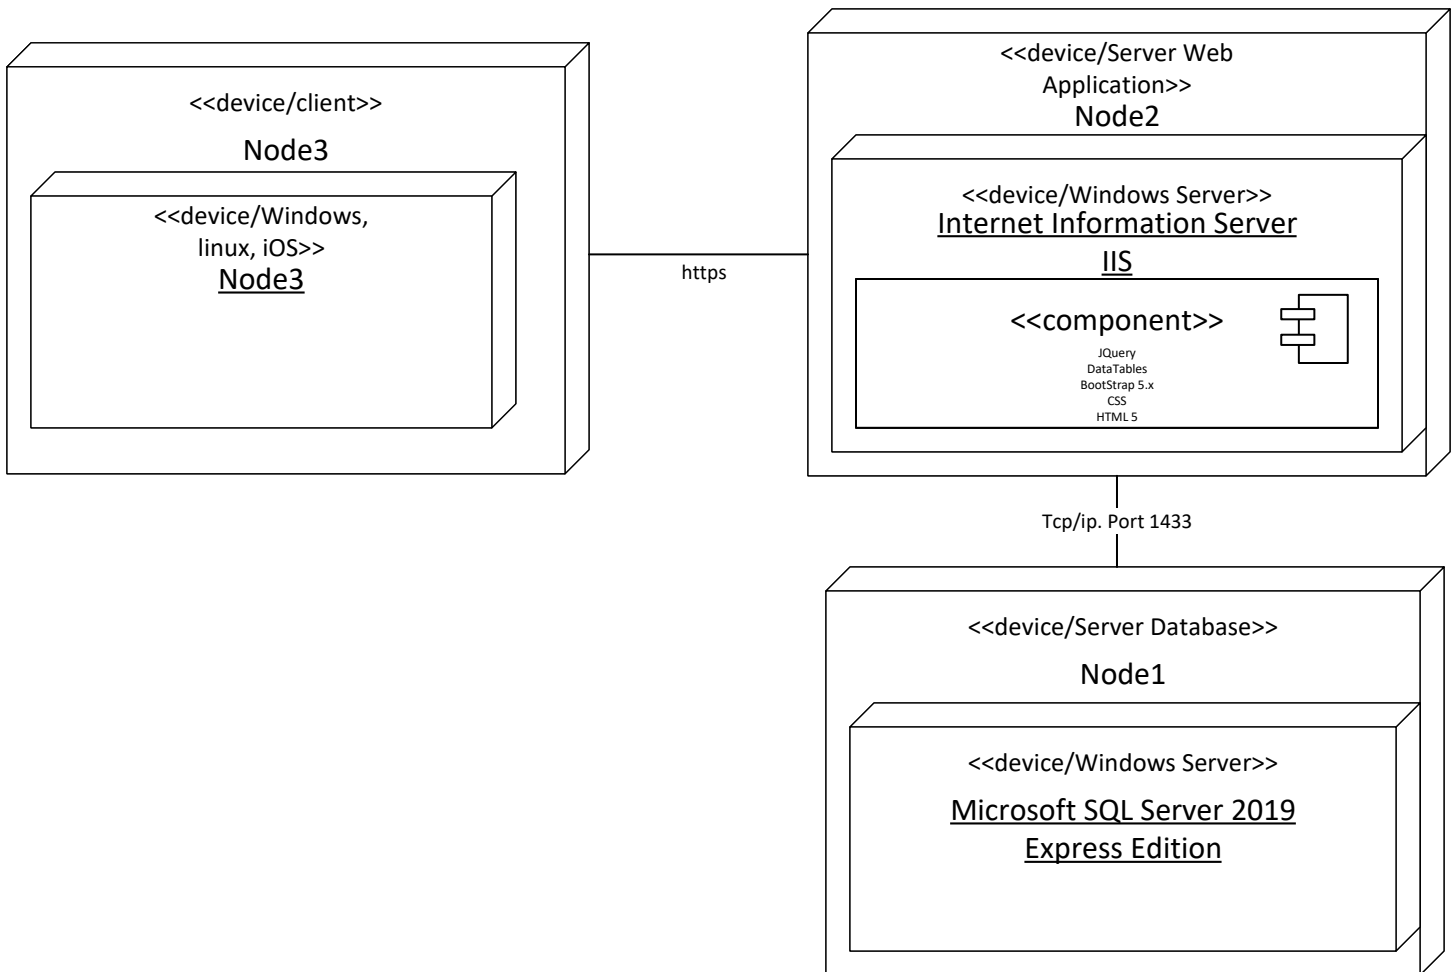 <<device/client>>
Node3
<<device/Windows,
linux, iOS>>
Node3
https
<<device/Server Web
Application>>
Node2
<<device/Windows Server>>
Internet Information Server
IIS
<<component>>
JQuery
DataTables
BootStrap 5.x
CSS
HTML 5
Tcp/ip. Port 1433
<<device/Server Database>>
Node1
<<device/Windows Server>>
Microsoft SQL Server 2019
Express Edition